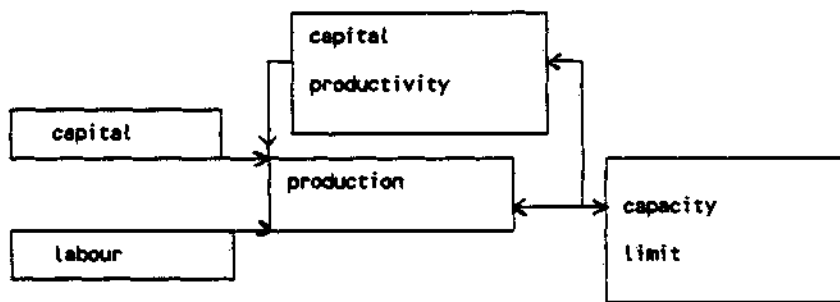 capital
productivity
capital
production
capacity
limit
labour